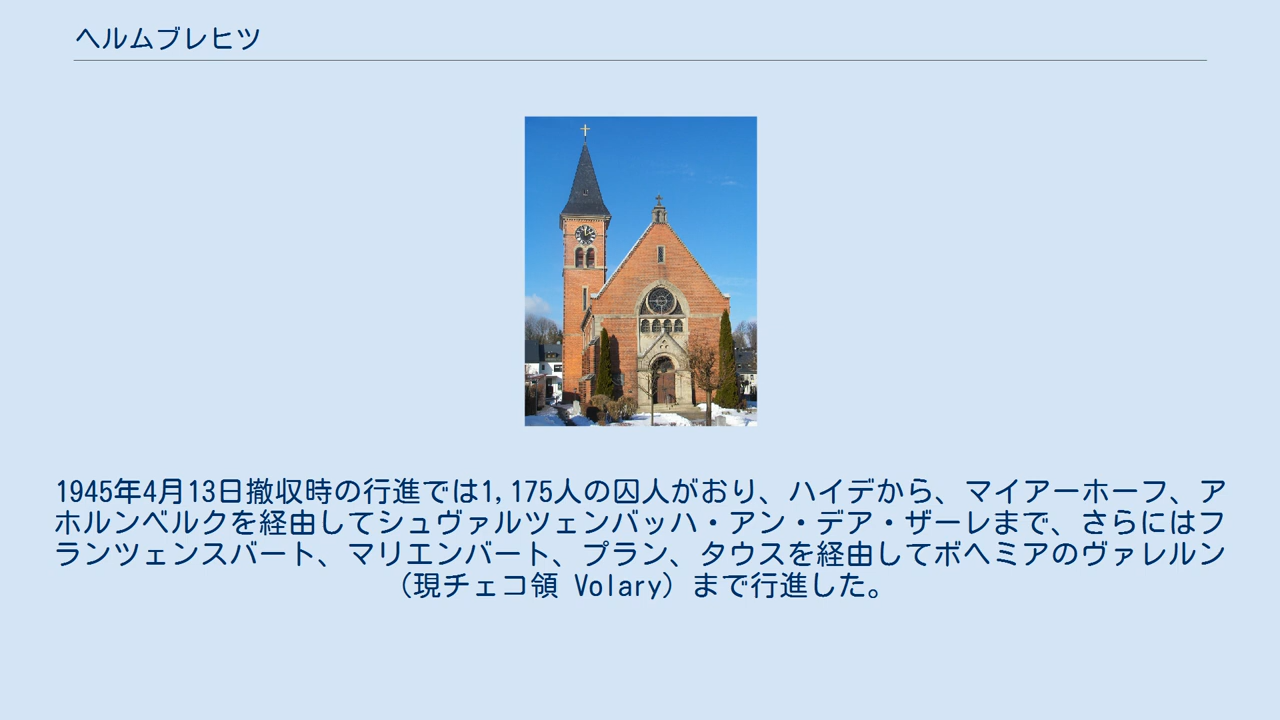 ヘルムブレヒツ
1945年4月13日撤収時の行進では1,175人の囚人がおり、ハイデから、マイアーホーフ、ア
ホルンベルクを経由してシュヴァルツェンバッハ・アン・デア・ザーレまで、さらにはフ
ランツェンスバート、マリエンバート、プラン、タウスを経由してボヘミアのヴァレルン
（現チェコ領 Volary）まで行進した。